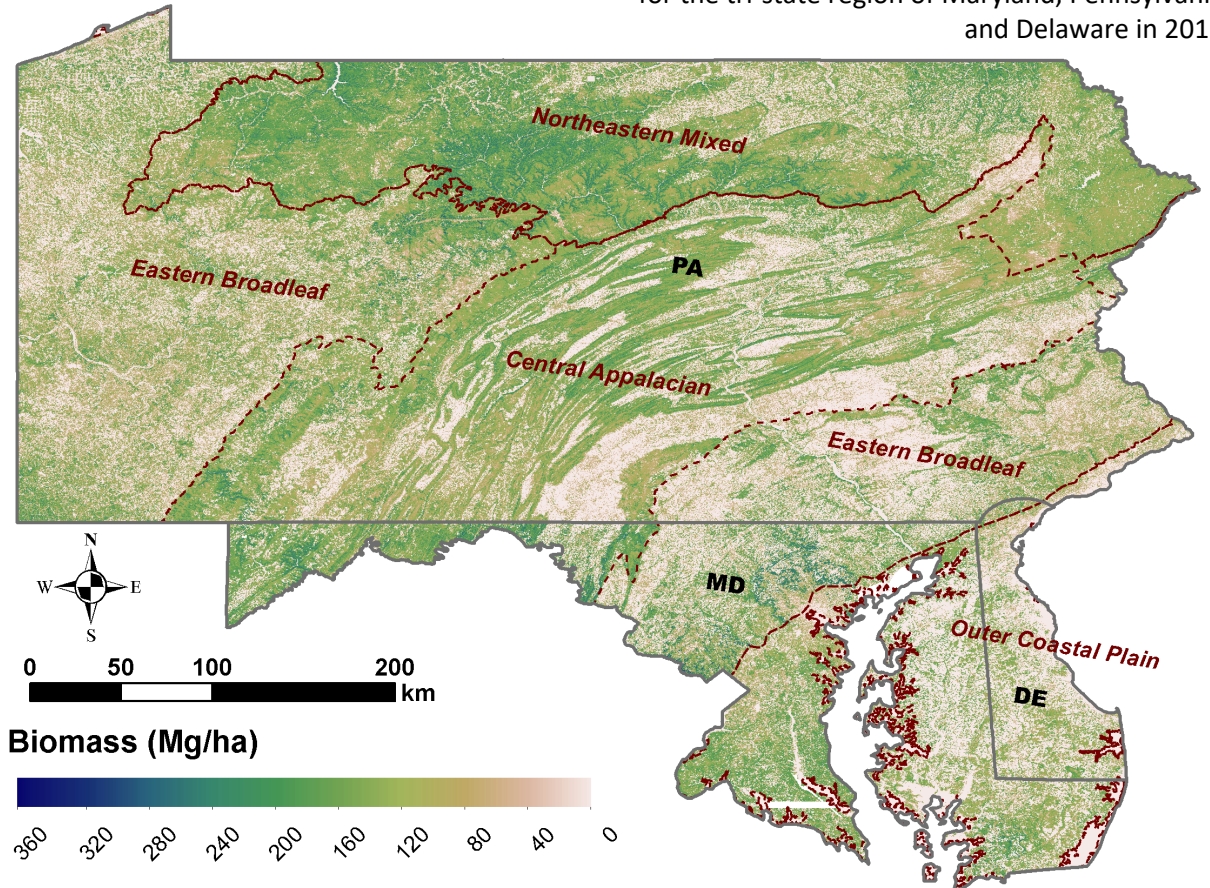 for the tri-state region of Maryland, Pennsylvani
and Delaware in 201
Northeastern Mixed
PA
Eastern Broadleaf
Central Appalacian
Eastern Broadleaf
N
W E
S
MD
Outer Coastal Plain
DE
0 50 100 200
km
Biomass (Mg/ha)
360 320 280 240 200 160 120 80 40 0